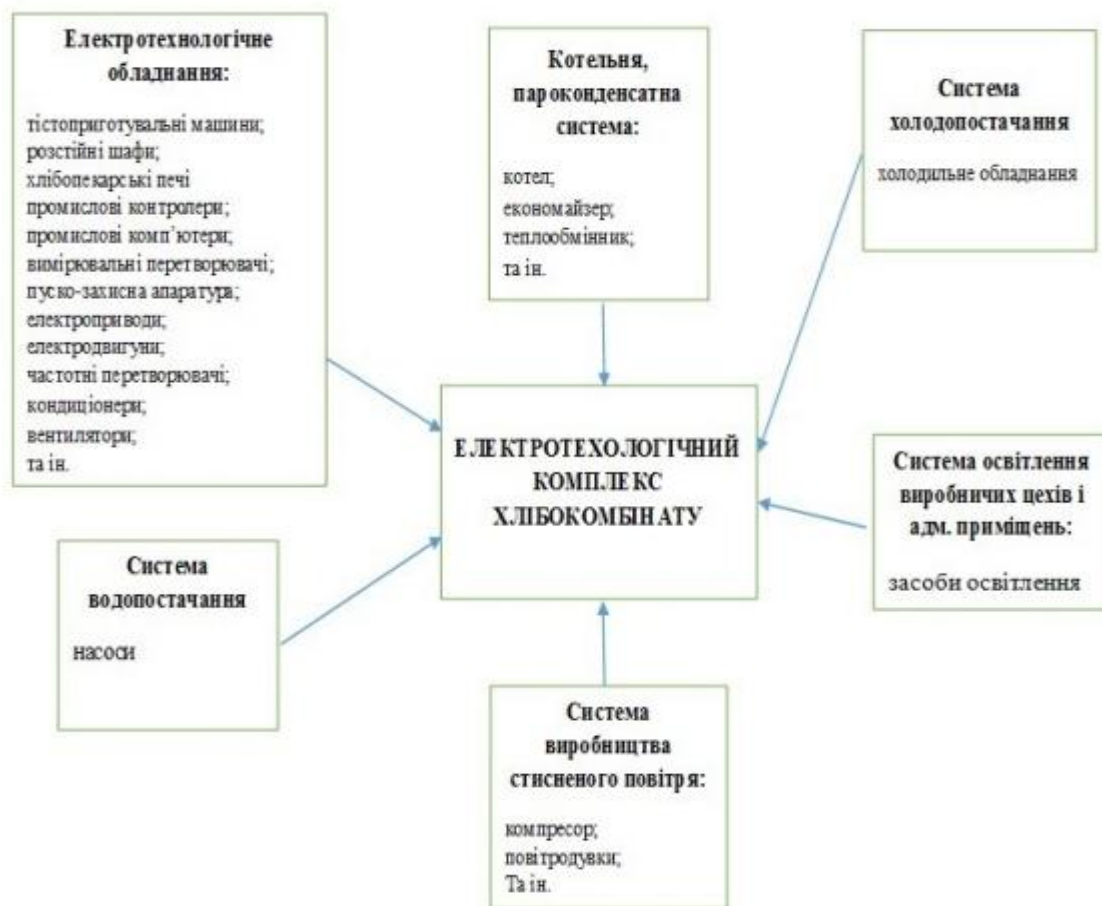 Електротехнологічне
обладнання:
тістоприготувальні машини;
розстійні шафи;
хлібопекарські печі
промислові контролери;
промислові комп’ютери;
вимірювальні перетворювачі;
пуско-захисна апаратура;
електроприводи;
електродвигуни;
частотні перетворювачі;
кондиціонери;
вентилятори;
та ін.
Котельня,
пароконденсатна
система:
котел;
економайзер;
теплообмінник;
та ін.
Система
холодопостачання
холодильне обладнання
ЕЛЕКТРОТЕХОЛОГІЧНИЙ
КОМПЛЕКС
ХЛІБОКОМБІНАТУ
Система освітлення
виробничих цехів і
адм. приміщень:
засоби освітлення
Система
водопостачання
насоси
Система
виробництва
стисненого повітря:
компресор;
повітродувки;
Та ін.